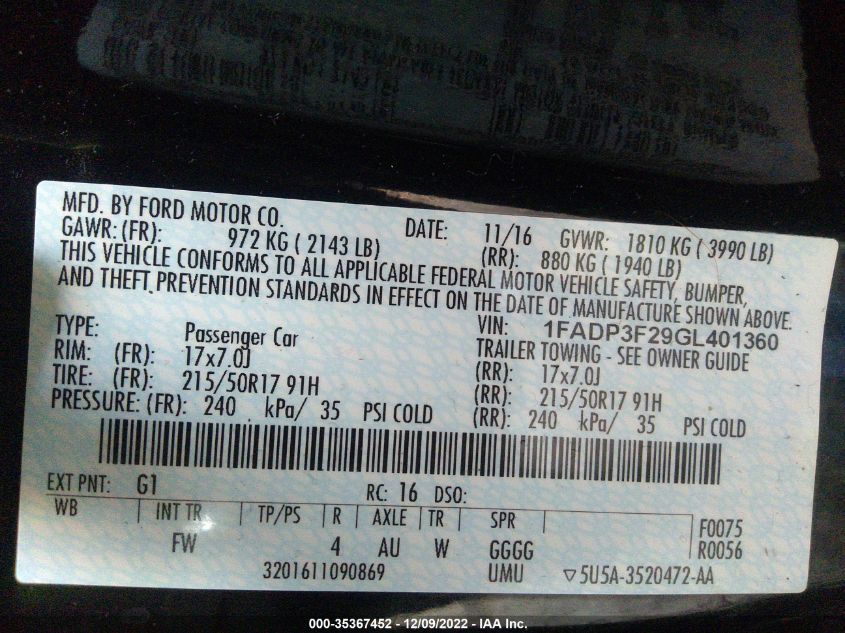 MFD. BY FORD MOTOR CO. DATE: 11/16 GVWR: 1810 KG ( 3990 LB)
GAWR: (FR): 972 KG ( 2143 LB) (RR): 880 KG ( 1940 LB)
THIS VEHICLE CONFORMS TO ALL APPLICABLE FEDERAL MOTOR VEHICLE SAFETY, BUMPER,
AND THEFT PREVENTION STANDARDS IN EFFECT ON THE DATE OF MANUFACTURE SHOWN ABOVE.
VIN: 1FADP3F29GL401360
TYPE: Passenger Car TRAILER TOWING - SEE OWNER GUIDE
RIM: (FR): 17x7.0J (RR): 17x7.0J
TIRE: (FR): 215/50R17 91H (RR): 215/50R17 91H
PRESSURE: (FR): 240 kPa/ 35 PSI COLD (RR): 240 kPa/ 35 PSI COLD
EXT PNT: G1 RC: 16 DSO:
WB INT TR TP/PS R AXLE TR SPR F0075
FW 4 AU W GGGG R0056
3201611090869 UMU ▽5U5A-3520472-AA
000-35367452 - 12/09/2022 - IAA Inc.